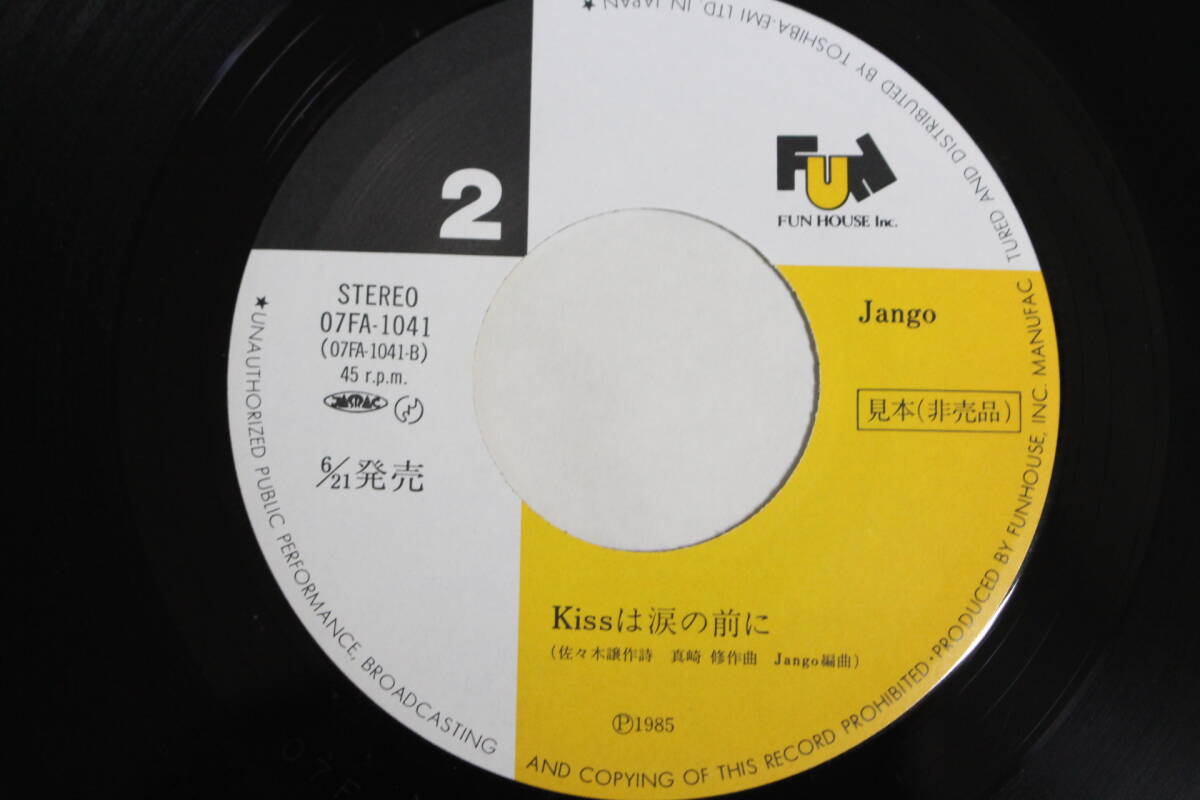 2
FUN
FUN HOUSE Inc.
STEREO
07FA-1041
(07FA-1041-B)
45 r.p.m.
JASRAC
6/21発売
Jango
見本(非売品)
Kissは涙の前に
(佐々木譲作詩 真崎 修作曲 Jango編曲)
Ⓟ1985
★UNAUTHORIZED PUBLIC PERFORMANCE, BROADCASTING AND COPYING OF THIS RECORD PROHIBITED・PRODUCED BY FUNHOUSE, INC. MANUFACTURED AND DISTRIBUTED BY TOSHIBA-EMI LTD. IN JAPAN★